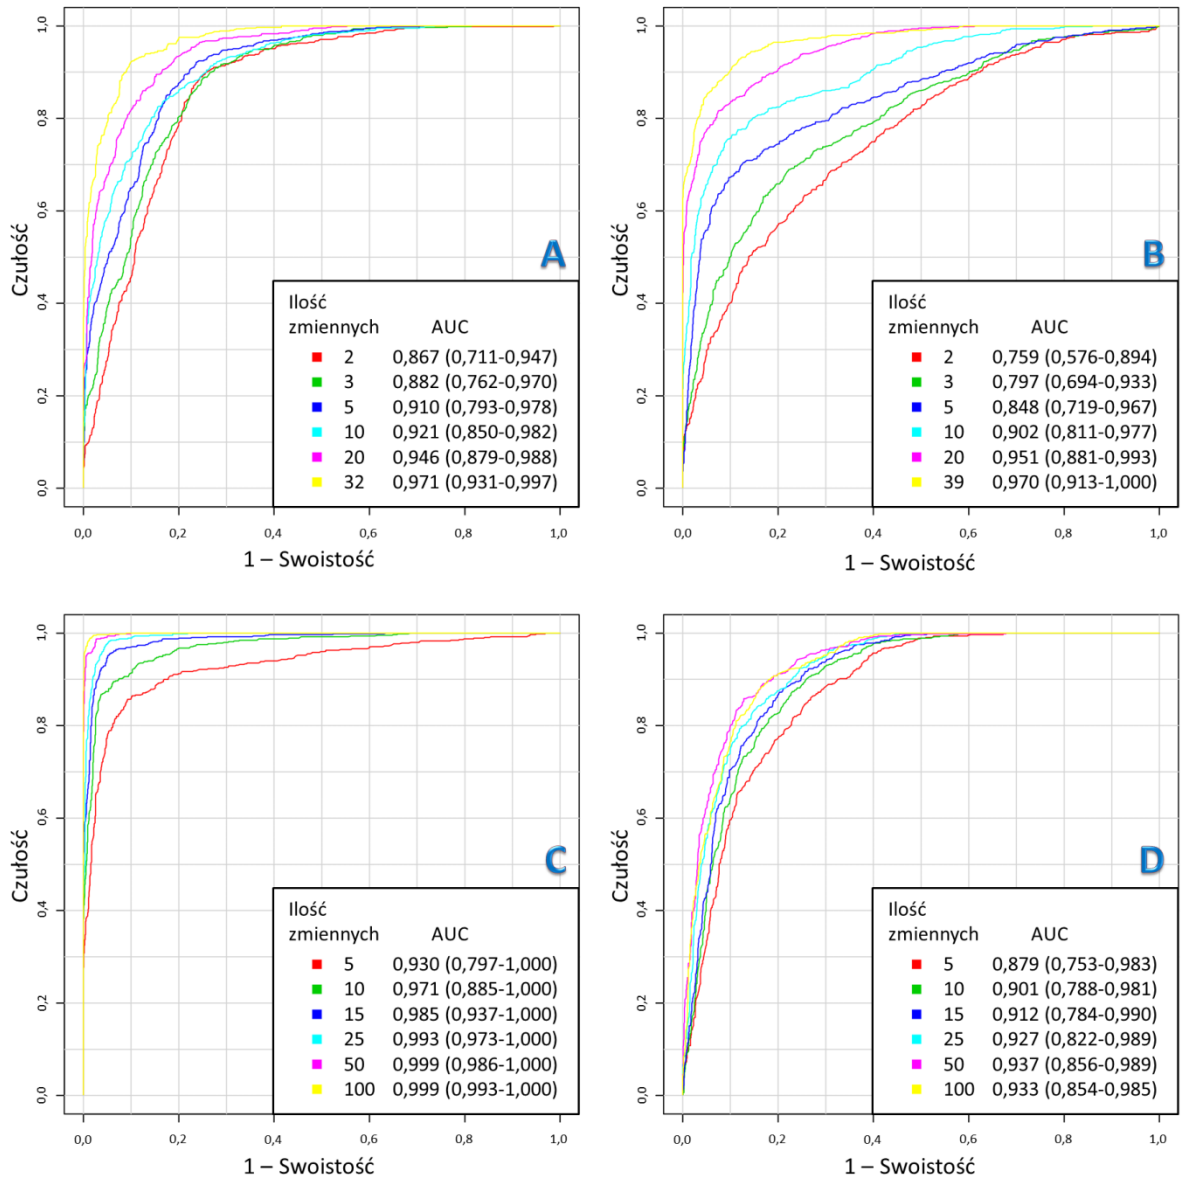 1,0
0,8
0,6
0,4
0,2
0,0
Czułość
A
Ilość
zmiennych AUC
2 0,867 (0,711-0,947)
3 0,882 (0,762-0,970)
5 0,910 (0,793-0,978)
10 0,921 (0,850-0,982)
20 0,946 (0,879-0,988)
32 0,971 (0,931-0,997)
0,0 0,2 0,4 0,6 0,8 1,0
1 – Swoistość
1,0
0,8
0,6
0,4
0,2
0,0
Czułość
B
Ilość
zmiennych AUC
2 0,759 (0,576-0,894)
3 0,797 (0,694-0,933)
5 0,848 (0,719-0,967)
10 0,902 (0,811-0,977)
20 0,951 (0,881-0,993)
39 0,970 (0,913-1,000)
0,0 0,2 0,4 0,6 0,8 1,0
1 – Swoistość
1,0
0,8
0,6
0,4
0,2
0,0
Czułość
C
Ilość
zmiennych AUC
5 0,930 (0,797-1,000)
10 0,971 (0,885-1,000)
15 0,985 (0,937-1,000)
25 0,993 (0,973-1,000)
50 0,999 (0,986-1,000)
100 0,999 (0,993-1,000)
0,0 0,2 0,4 0,6 0,8 1,0
1 – Swoistość
1,0
0,8
0,6
0,4
0,2
0,0
Czułość
D
Ilość
zmiennych AUC
5 0,879 (0,753-0,983)
10 0,901 (0,788-0,981)
15 0,912 (0,784-0,990)
25 0,927 (0,822-0,989)
50 0,937 (0,856-0,989)
100 0,933 (0,854-0,985)
0,0 0,2 0,4 0,6 0,8 1,0
1 – Swoistość